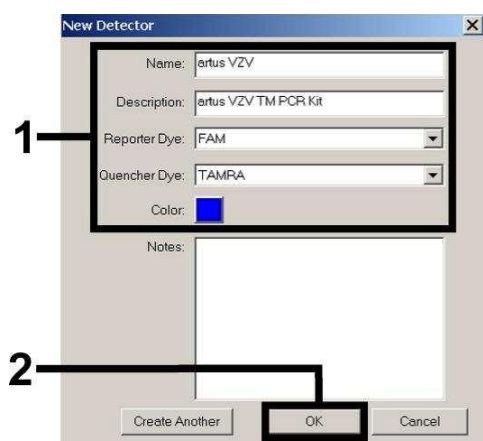 New Detector
Name: artus VZV
Description: artus VZV TM PCR Kit
1
Reporter Dye: FAM
Quencher Dye: TAMRA
Color:
Notes:
2
Create Another OK Cancel